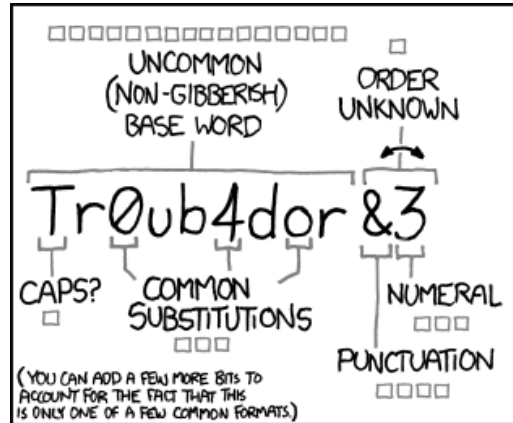 UNCOMMON
(NON-GIBBERISH)
BASE WORD
ORDER
UNKNOWN
Tr0ub4dor &3
CAPS?
COMMON
SUBSTITUTIONS
NUMERAL
PUNCTUATION
(YOU CAN ADD A FEW MORE BITS TO
ACCOUNT FOR THE FACT THAT THIS
IS ONLY ONE OF A FEW COMMON FORMATS.)